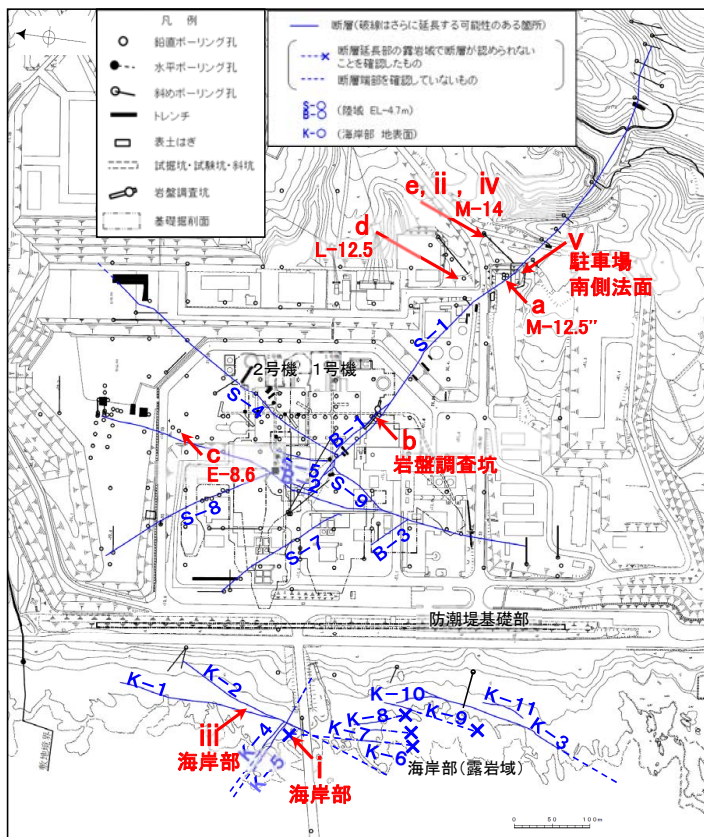 凡 例
鉛直ボーリング孔
水平ボーリング孔
斜めボーリング孔
トレンチ
表土はぎ
試掘坑・試験坑・斜坑
岩盤調査坑
基礎掘削面
断層(破線はさらに延長する可能性のある箇所)
断層延長部の露岩域で断層が認められない
ことを確認したもの
断層端部を確認していないもの
S-○
B-○
(陸域 EL-4.7m)
K-○
(海岸部 地表面)
e, ii , iv
M-14
d
L-12.5
v
駐車場
南側法面
a
M-12.5"
S-1
2号機
1号機
S-4
B-1
b
岩盤調査坑
c
E-8.6
5
2
S-9
S-8
S-7
B-3
防潮堤基礎部
K-1
K-2
K-10
K-11
K-8
K-9
K-3
K-4
K-7
K-6
K-5
iii
海岸部
i
海岸部
海岸部(露岩域)
敷地境界
0 50 100m